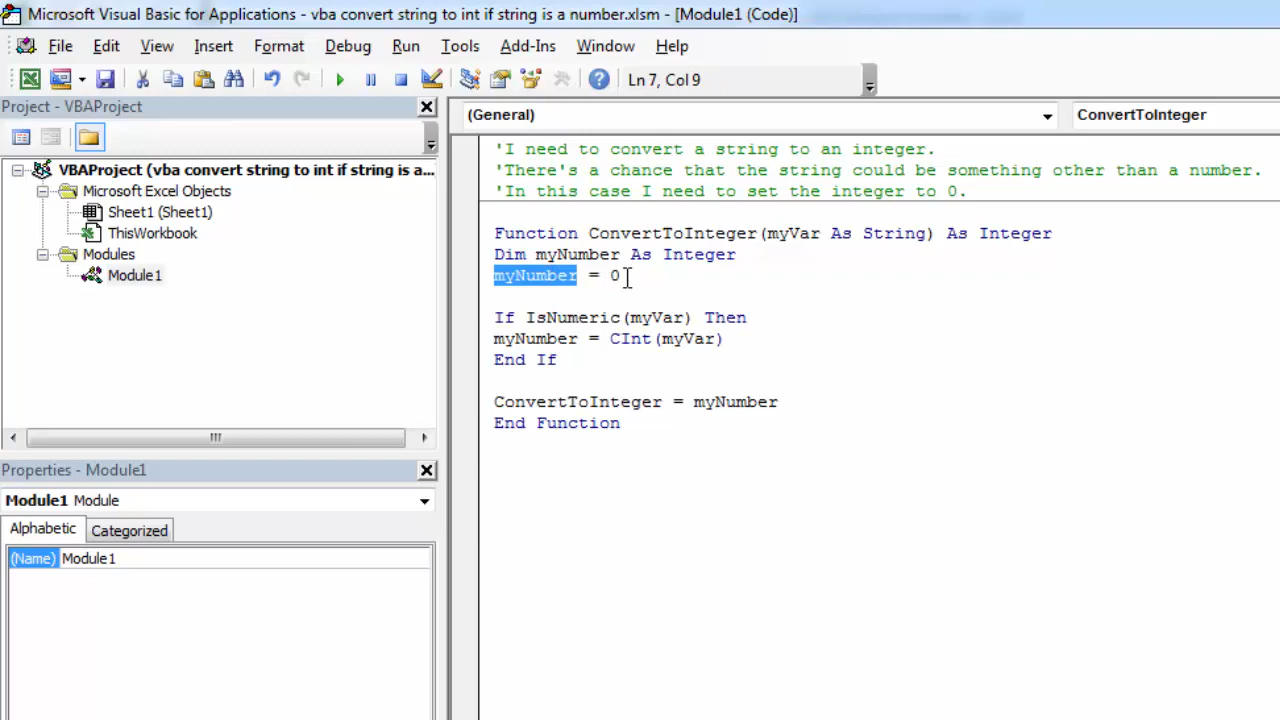 Microsoft Visual Basic for Applications - vba convert string to int if string is a number.xlsm - [Module1 (Code)]
File Edit View Insert Format Debug Run Tools Add-Ins Window Help
Ln 7, Col 9
Project - VBAProject
VBAProject (vba convert string to int if string is a...
Microsoft Excel Objects
Sheet1 (Sheet1)
ThisWorkbook
Modules
Module1
Properties - Module1
Module1 Module
Alphabetic Categorized
(Name) Module1
(General) ConvertToInteger
'I need to convert a string to an integer.
'There's a chance that the string could be something other than a number.
'In this case I need to set the integer to 0.
Function ConvertToInteger(myVar As String) As Integer
Dim myNumber As Integer
myNumber = 0
If IsNumeric(myVar) Then
myNumber = CInt(myVar)
End If
ConvertToInteger = myNumber
End Function